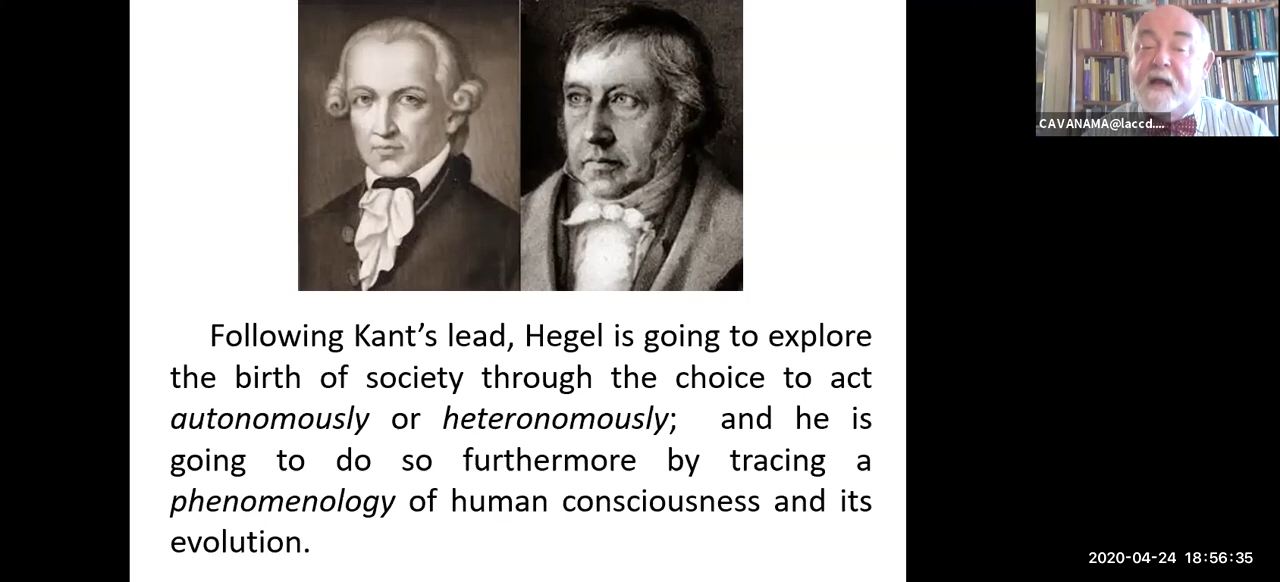 CAVANAMA@laccd....
Following Kant’s lead, Hegel is going to explore
the birth of society through the choice to act
autonomously or heteronomously; and he is
going to do so furthermore by tracing a
phenomenology of human consciousness and its
evolution.
2020-04-24 18:56:35